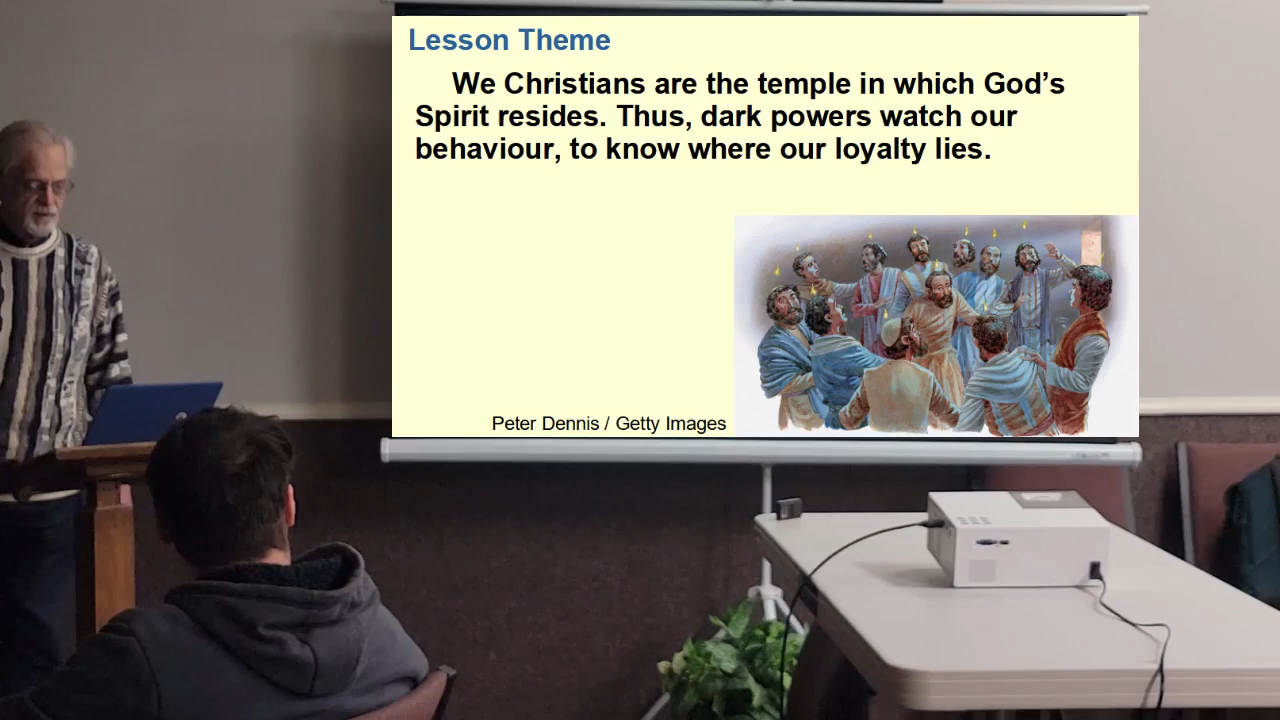 Lesson Theme
We Christians are the temple in which God’s
Spirit resides. Thus, dark powers watch our
behaviour, to know where our loyalty lies.
Peter Dennis / Getty Images